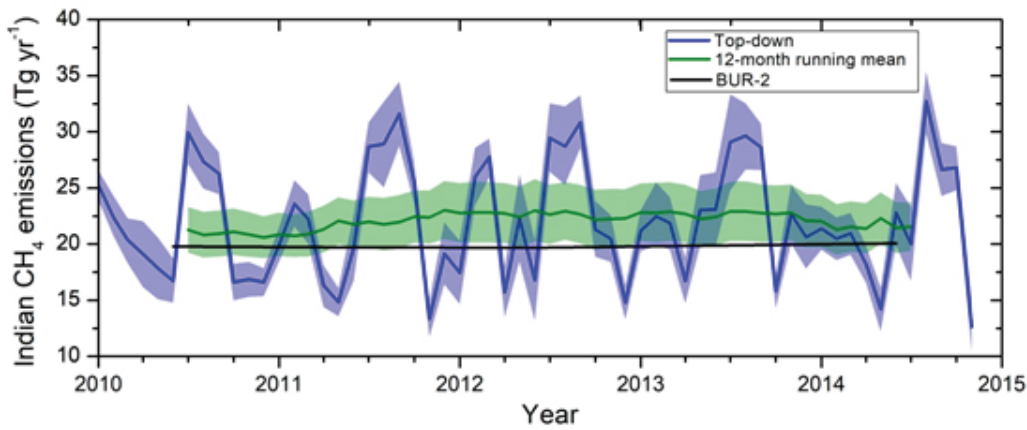 Indian CH4 emissions (Tg yr-1)
40
35
30
25
20
15
10
Top-down
12-month running mean
BUR-2
2010 2011 2012 2013 2014 2015
Year